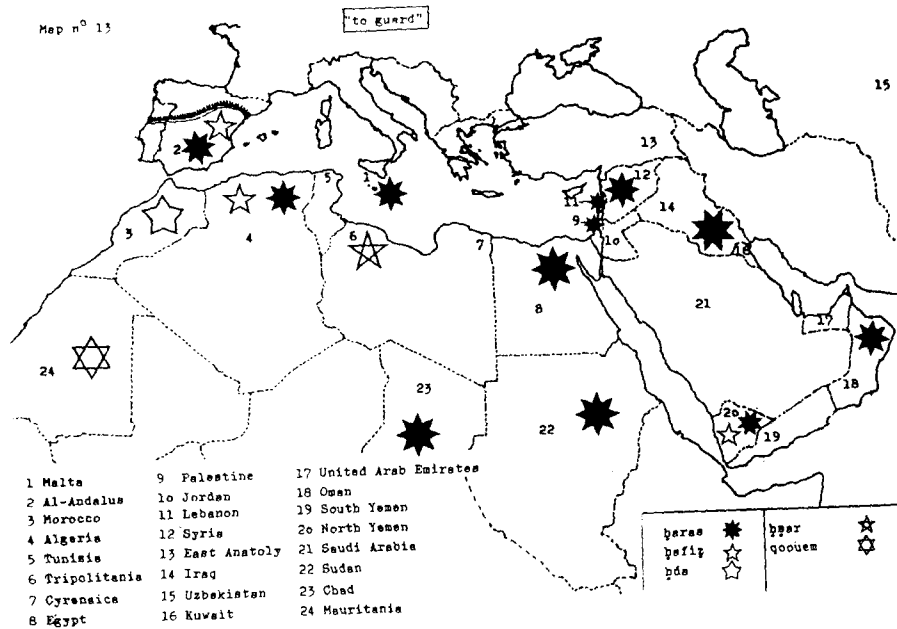 Map nº 13
"to guard"
15
13
2
12
1
5
11
14
9
3
4
6
7
1o
16
8
21
17
24
23
18
22
2o
19
1 Malta
2 Al-Andalus
3 Morocco
4 Algeria
5 Tunisia
6 Tripolitania
7 Cyrenaica
8 Egypt
9 Palestine
1o Jordan
11 Lebanon
12 Syria
13 East Anatoly
14 Iraq
15 Uzbekistan
16 Kuwait
17 United Arab Emirates
18 Oman
19 South Yemen
2o North Yemen
21 Saudi Arabia
22 Sudan
23 Chad
24 Mauritania
ḥaras
ḥafiḍ
ḥḍa
qooūem